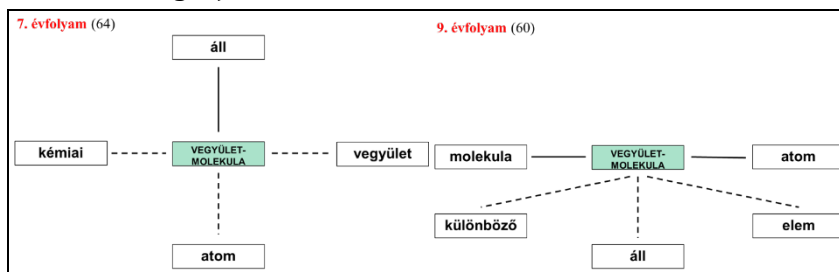 7. évfolyam (64)
áll
kémiai
VEGYÜLET-
MOLEKULA
vegyület
atom
9. évfolyam (60)
molekula
VEGYÜLET-
MOLEKULA
atom
különböző
áll
elem